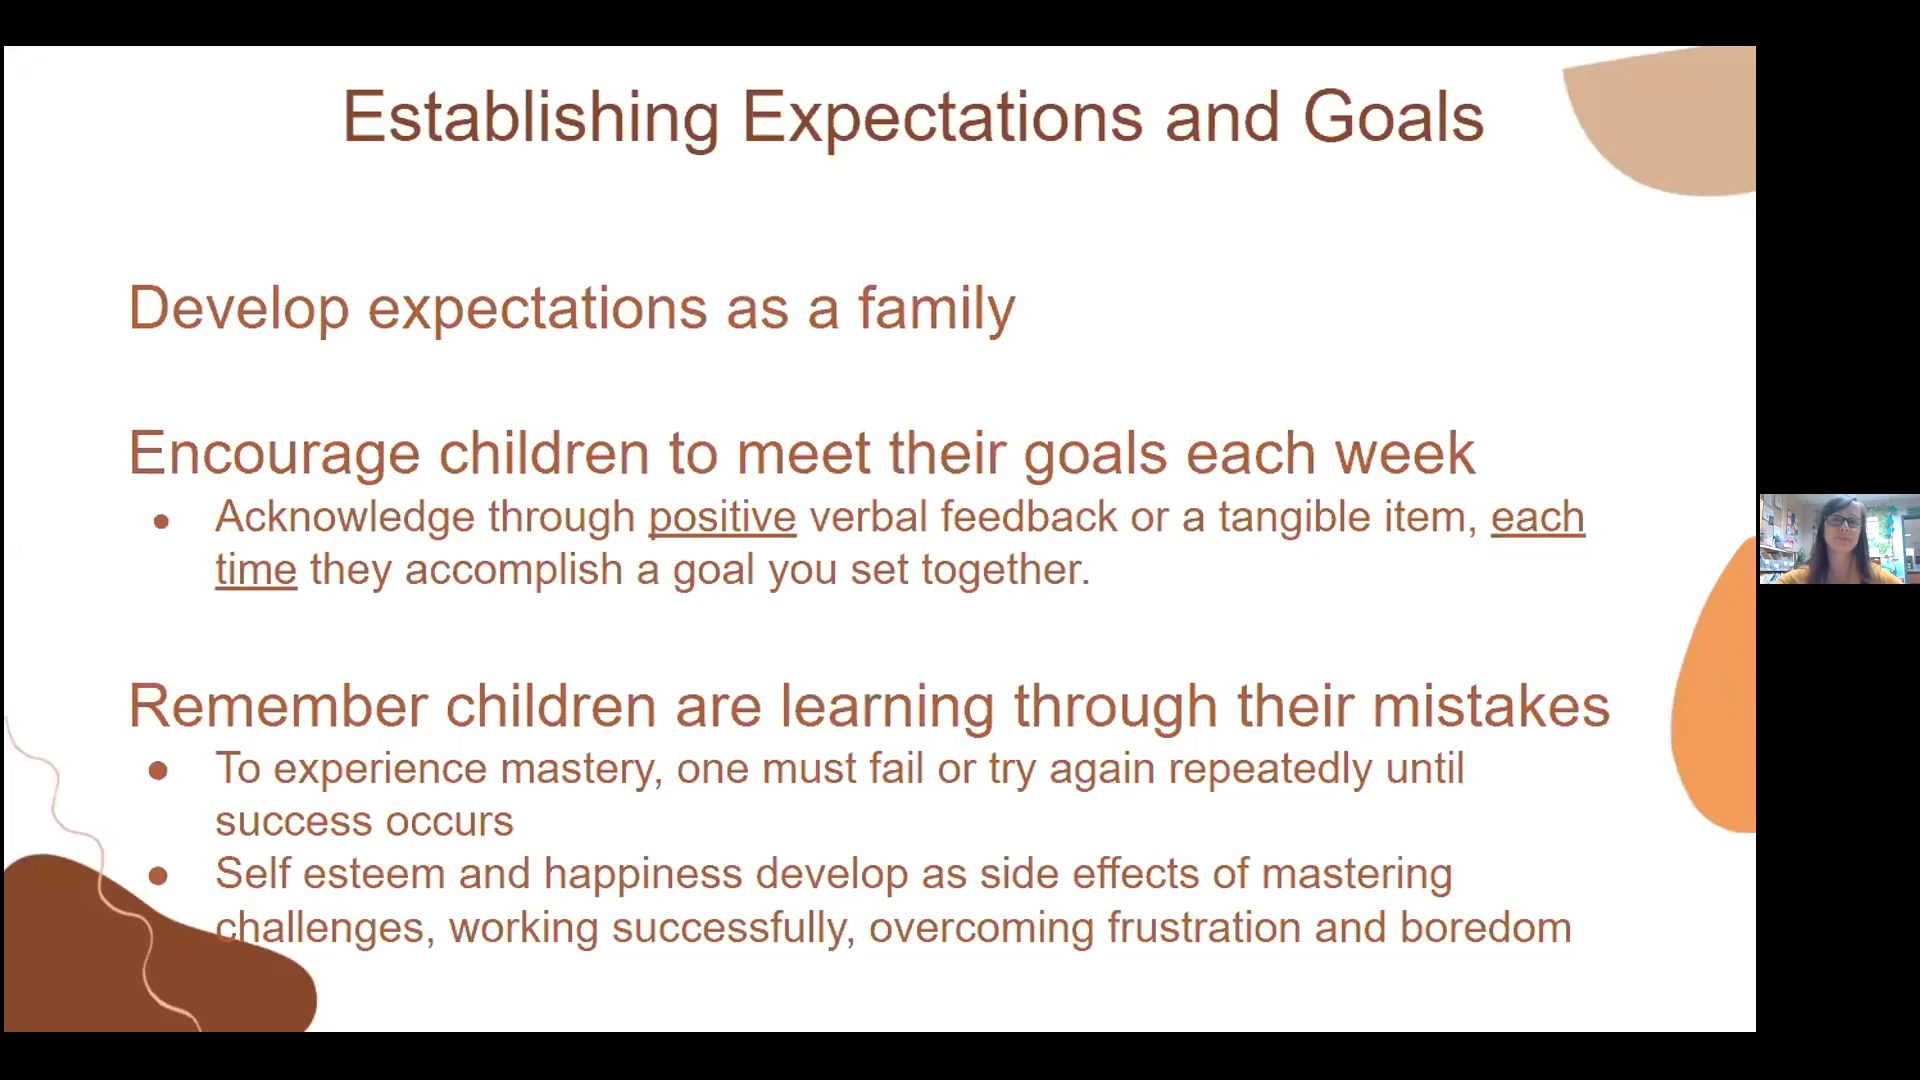 Establishing Expectations and Goals
Develop expectations as a family
Encourage children to meet their goals each week
● Acknowledge through positive verbal feedback or a tangible item, each
time they accomplish a goal you set together.
Remember children are learning through their mistakes
● To experience mastery, one must fail or try again repeatedly until
success occurs
● Self esteem and happiness develop as side effects of mastering
challenges, working successfully, overcoming frustration and boredom